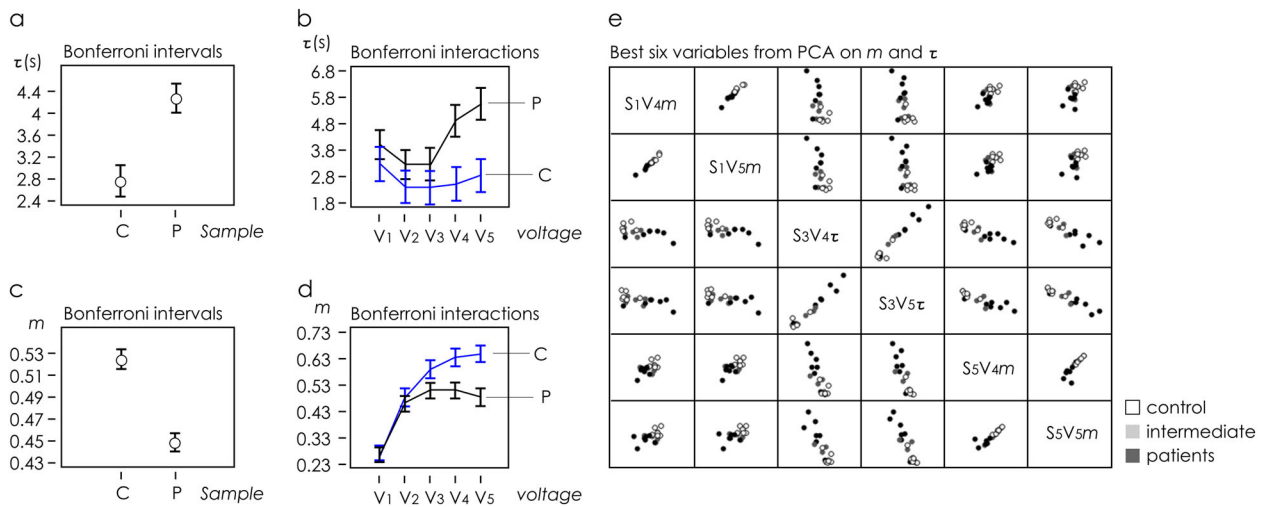 a
Bonferroni intervals
τ(s)
4.4
4
3.6
3.2
2.8
2.4
C P Sample
b
τ(s)
Bonferroni interactions
6.8
5.8
4.8
3.8
2.8
1.8
P
C
V1 V2 V3 V4 V5 voltage
c
Bonferroni intervals
m
0.53
0.51
0.49
0.47
0.45
0.43
C P Sample
d
Bonferroni interactions
m
0.73
0.63
0.53
0.43
0.33
0.23
C
P
V1 V2 V3 V4 V5 voltage
e
Best six variables from PCA on m and τ
S1V4m
S1V5m
S3V4τ
S3V5τ
S5V4m
S5V5m
control
intermediate
patients